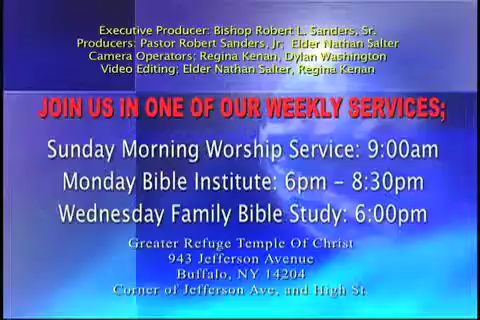 Executive Producer: Bishop Robert L. Sanders, Sr.
Producers: Pastor Robert Sanders, Jr; Elder Nathan Salter
Camera Operators; Regina Kenan, Dylan Washington
Video Editing; Elder Nathan Salter, Regina Kenan
JOIN US IN ONE OF OUR WEEKLY SERVICES;
Sunday Morning Worship Service: 9:00am
Monday Bible Institute: 6pm - 8:30pm
Wednesday Family Bible Study: 6:00pm
Greater Refuge Temple Of Christ
943 Jefferson Avenue
Buffalo, NY 14204
Corner of Jefferson Ave, and High St